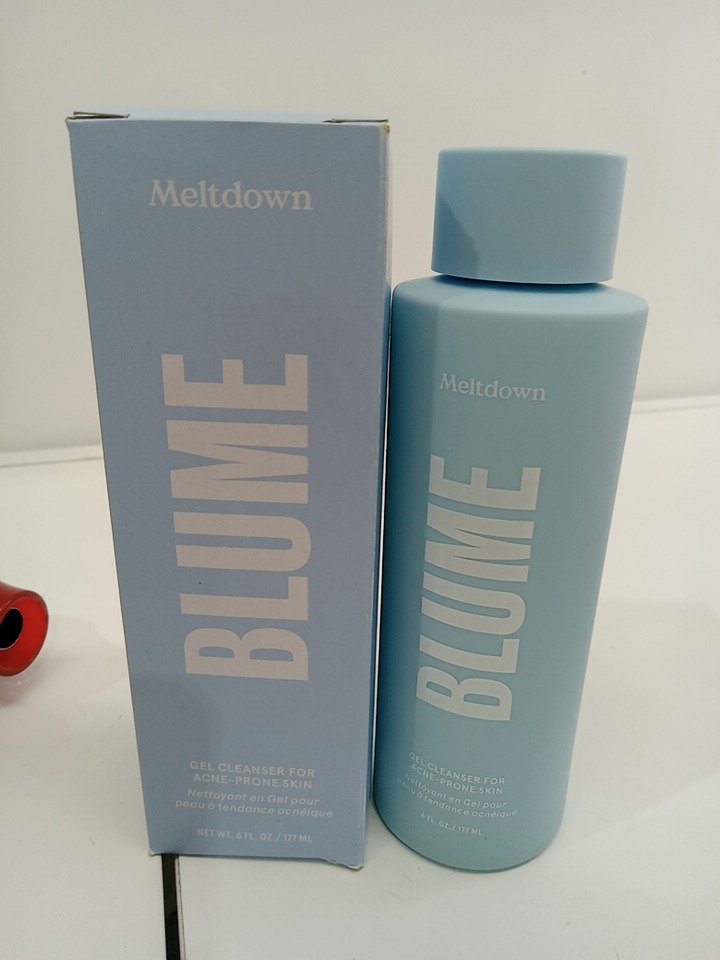 Meltdown
BLUME
GEL CLEANSER FOR
ACNE-PRONE SKIN
Nettoyant en Gel pour
peau à tendance acnéique
NET WT. 6 FL. OZ. / 177 ML
Meltdown
BLUME
GEL CLEANSER FOR
ACNE-PRONE SKIN
Nettoyant en Gel pour
peau à tendance acnéique
6 FL. OZ. / 177 ML